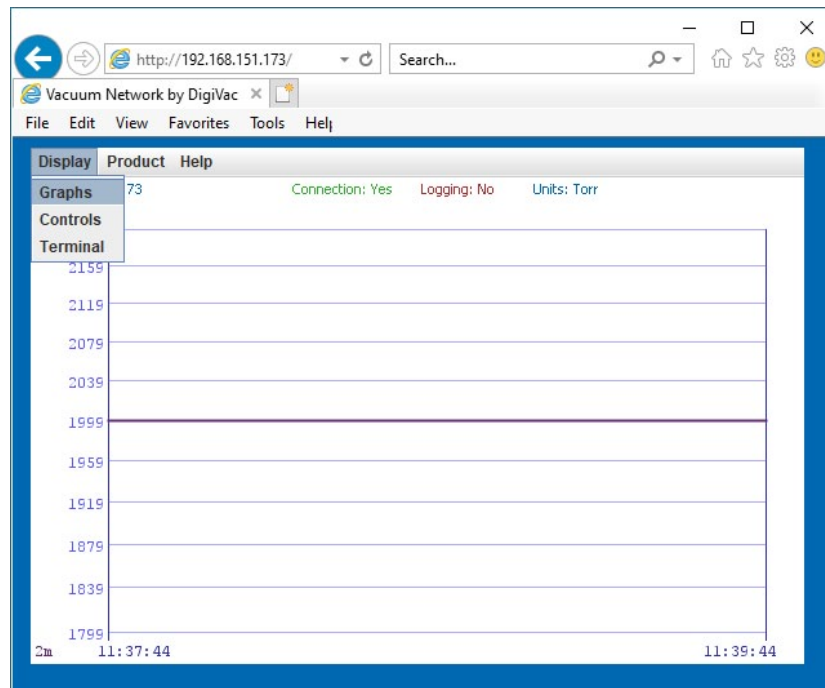 http://192.168.151.173/
Search...
Vacuum Network by DigiVac
File Edit View Favorites Tools Help
Display Product Help
Graphs
Controls
Terminal
73 Connection: Yes Logging: No Units: Torr
2159
2119
2079
2039
1999
1959
1919
1879
1839
1799
2m 11:37:44 11:39:44